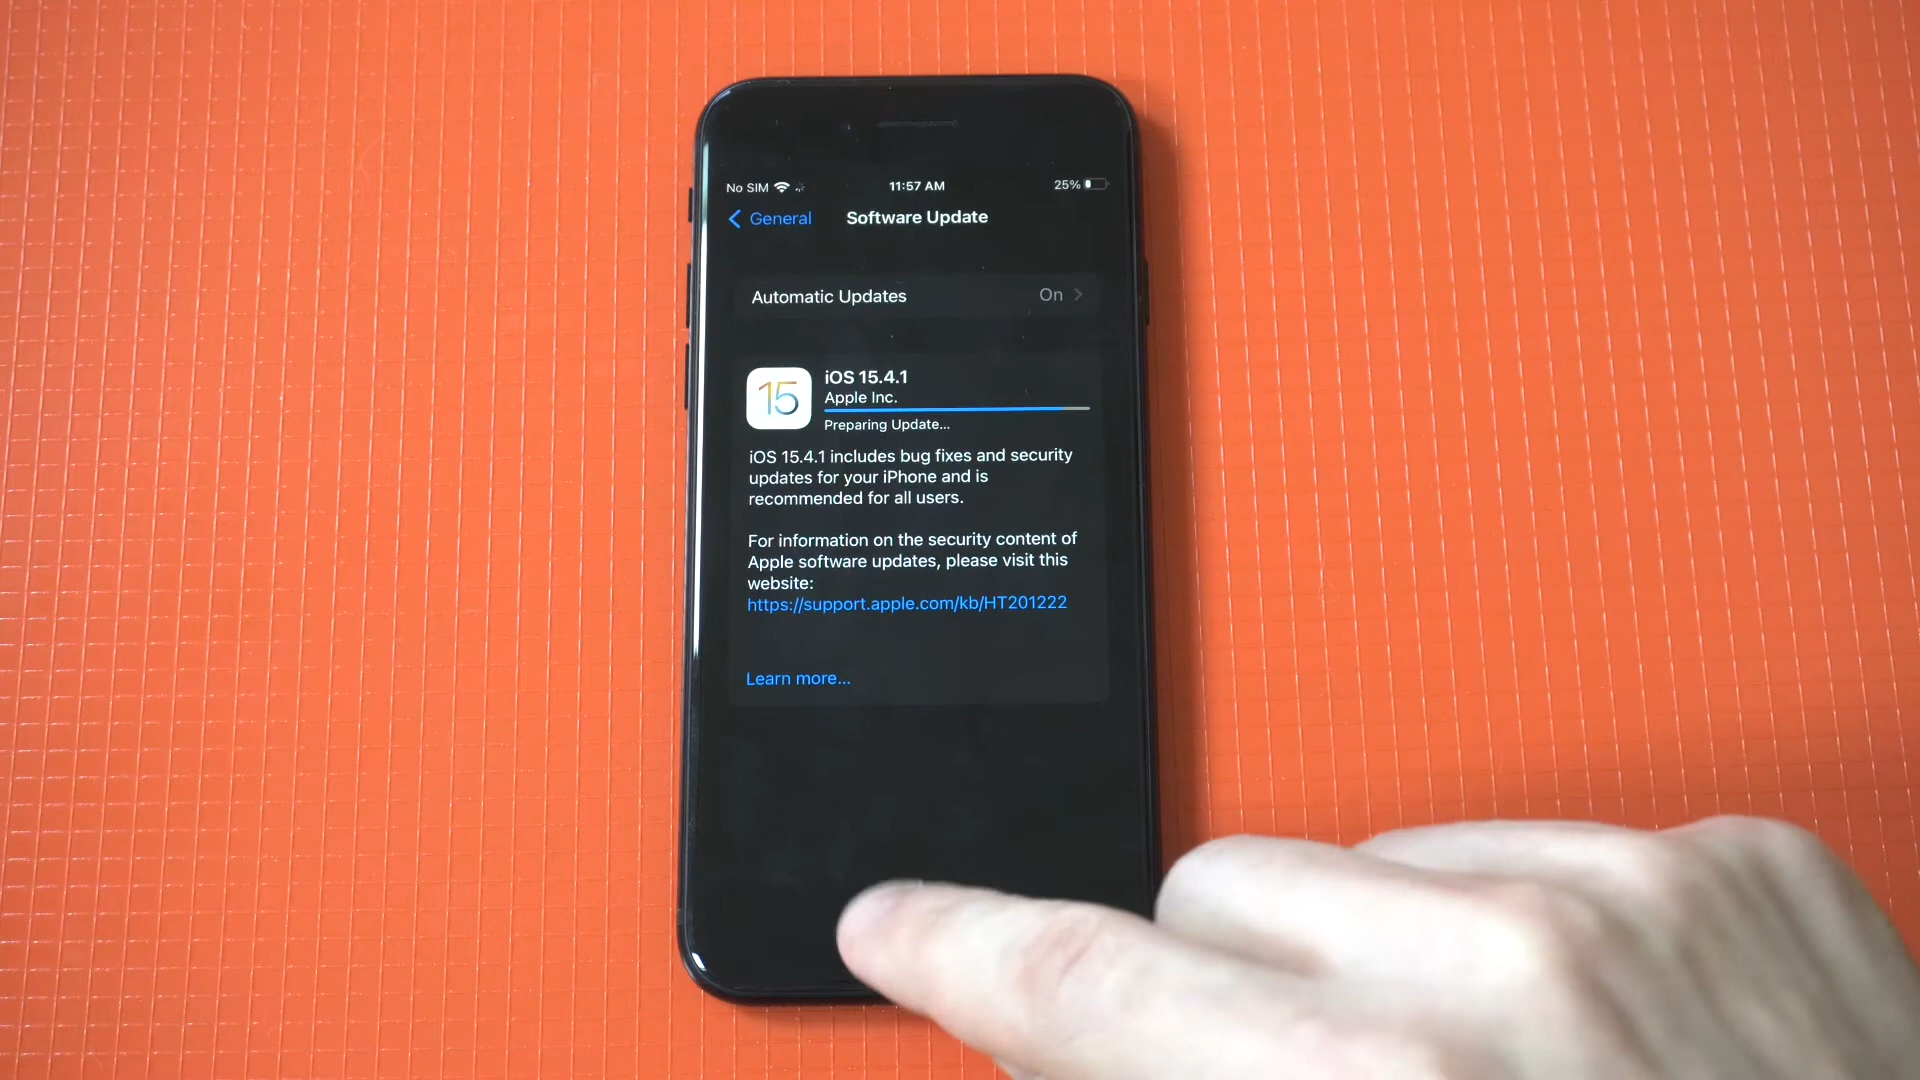 No SIM 11:57 AM 25%
General Software Update
Automatic Updates On
15
iOS 15.4.1
Apple Inc.
Preparing Update...
iOS 15.4.1 includes bug fixes and security
updates for your iPhone and is
recommended for all users.
For information on the security content of
Apple software updates, please visit this
website:
https://support.apple.com/kb/HT201222
Learn more...